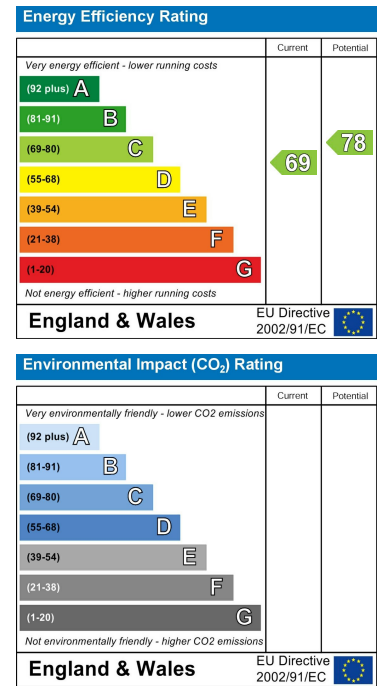 Energy Efficiency Rating
Current Potential
Very energy efficient - lower running costs
(92 plus) A
(81-91) B
(69-80) C
(55-68) D
(39-54) E
(21-38) F
(1-20) G
69
78
Not energy efficient - higher running costs
England & Wales
EU Directive
2002/91/EC
Environmental Impact (CO₂) Rating
Current Potential
Very environmentally friendly - lower CO2 emissions
(92 plus) A
(81-91) B
(69-80) C
(55-68) D
(39-54) E
(21-38) F
(1-20) G
Not environmentally friendly - higher CO2 emissions
England & Wales
EU Directive
2002/91/EC